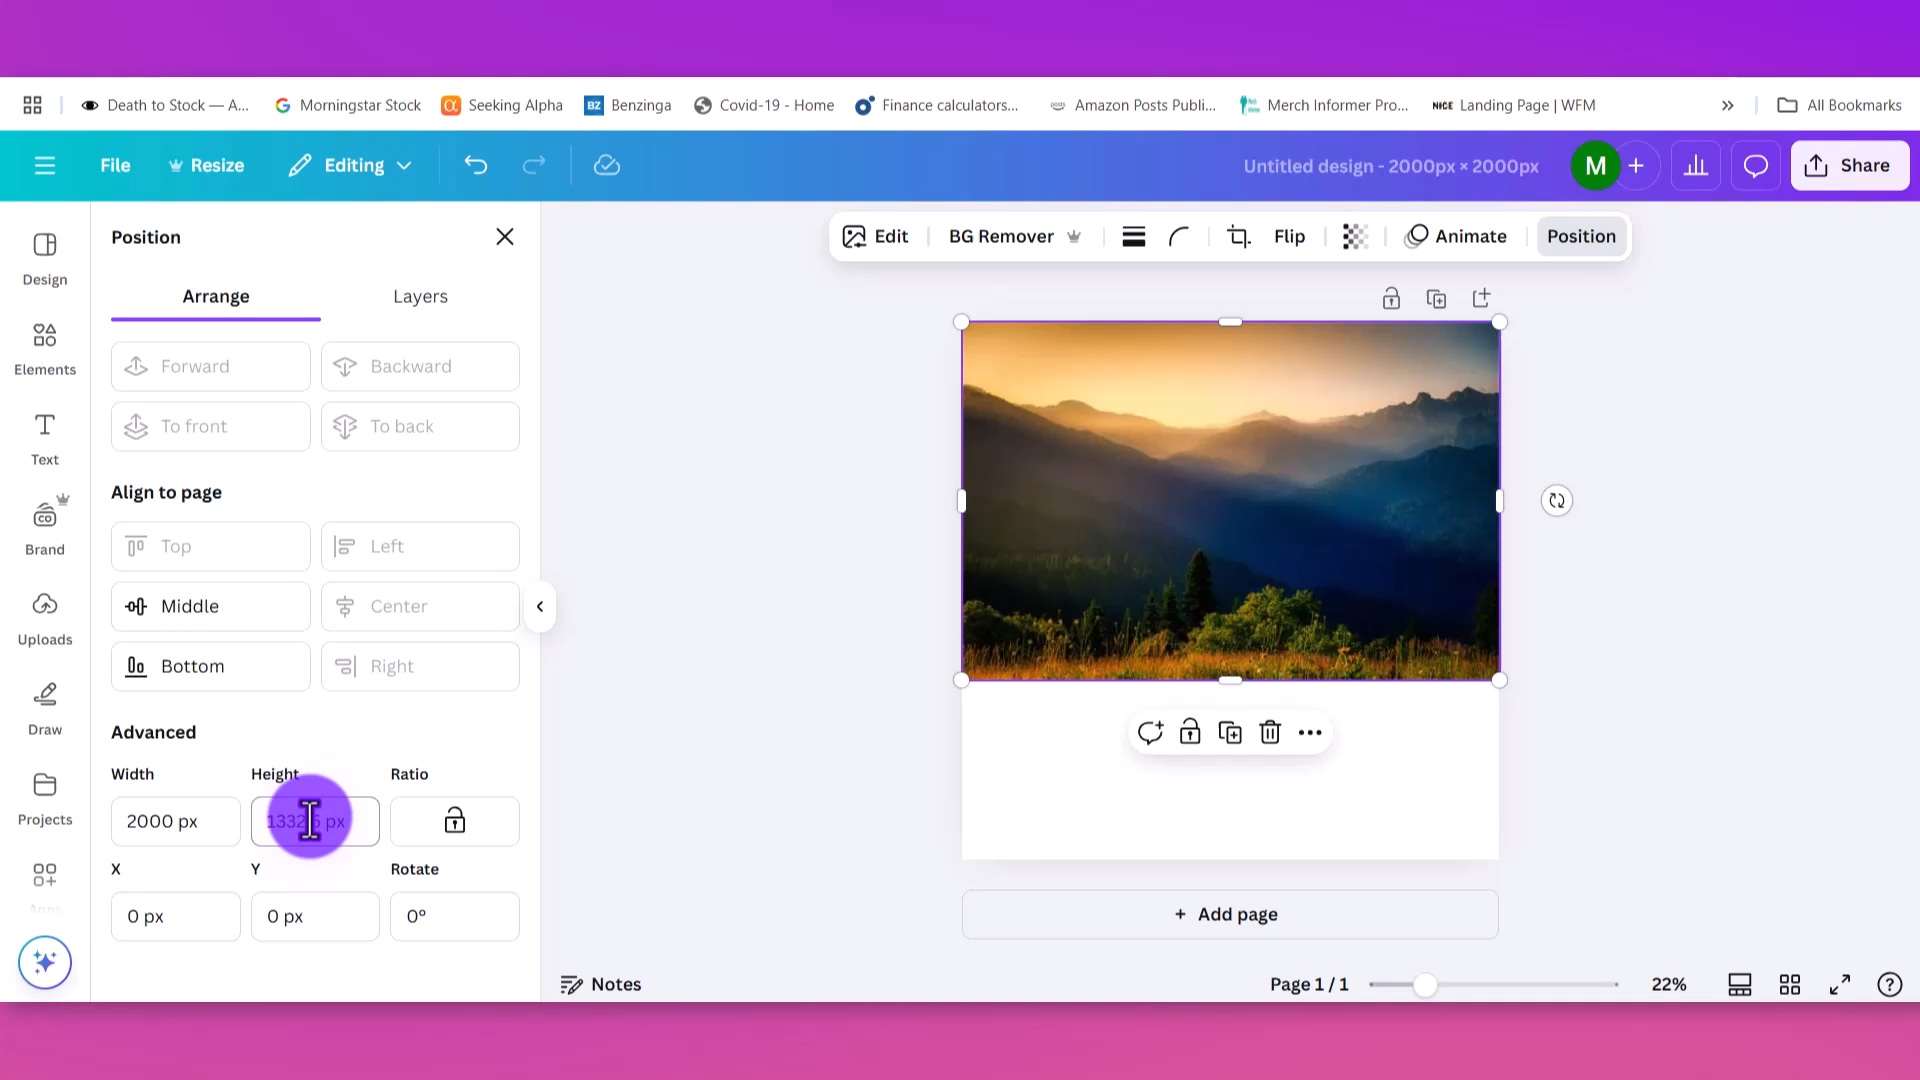 Death to Stock — A... Morningstar Stock Seeking Alpha BZ Benzinga Covid-19 - Home Finance calculators... Amazon Posts Publi... Merch Informer Pro... NICE Landing Page | WFM » All Bookmarks
File Resize Editing Untitled design - 2000px × 2000px M + Share
Position
Edit BG Remover Flip Animate Position
Design
Arrange Layers
Elements
Forward Backward
To front To back
Text
Align to page
Brand
Top Left
Middle Center
Uploads
Bottom Right
Draw
Advanced
Width Height Ratio
Projects
2000 px px
X Y Rotate
0 px 0 px 0°
+ Add page
Notes Page 1 / 1 22%